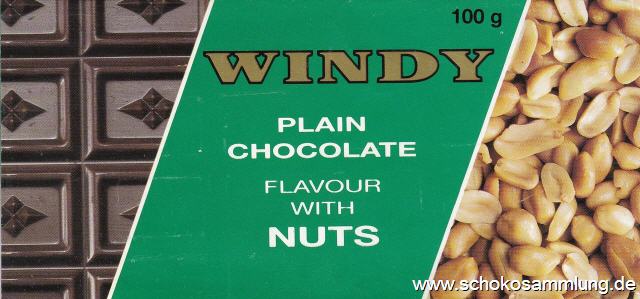 100 g
WINDY
PLAIN
CHOCOLATE
FLAVOUR
WITH
NUTS
www.schokosammlung.de